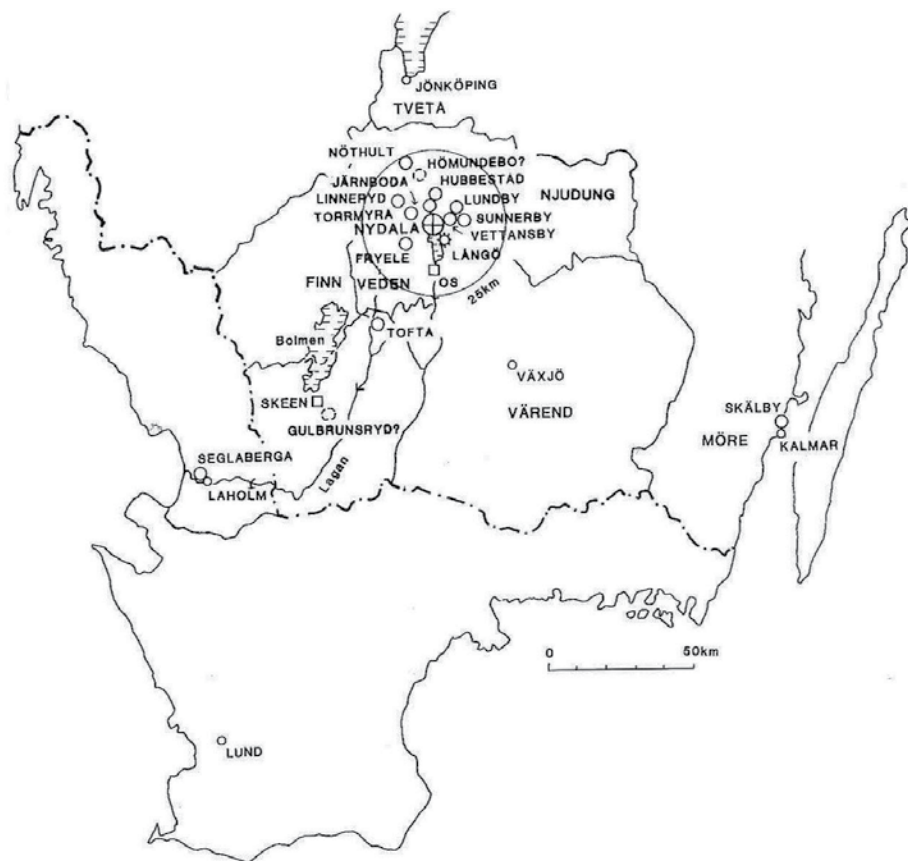 JÖNKÖPING
TVETA
NÖTHULT
HÖMUNDEBO?
JÄRNBODA
HUBBESTAD
LINNERYD
LUNDBY
NJUDUNG
TORRMYRA
SUNNERBY
NYDALA
VETTANSBY
FRYELE
LÅNGÖ
FINN VEDEN
OS
25km
TOFTA
Bolmen
VÄXJÖ
SKEEN
VÄREND
SKÄLBY
GULBRUNSRYD?
MÖRE
KALMAR
SEGLABERGA
Lagan
LAHOLM
0 50km
LUND